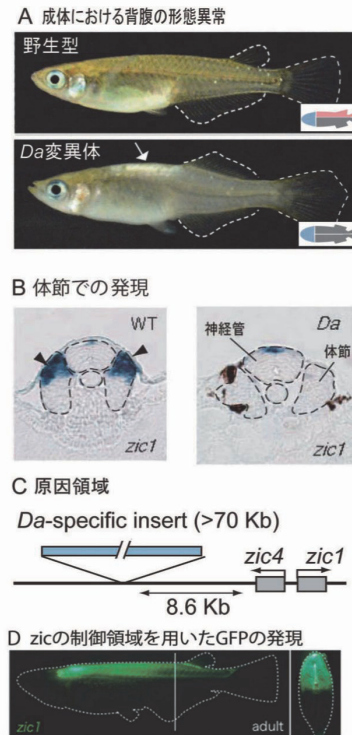 A 成体における背腹の形態異常
野生型
Da変異体
B 体節での発現
WT
zic1
Da
神経管
体節
zic1
C 原因領域
Da-specific insert (>70 Kb)
zic4 zic1
8.6 Kb
D zicの制御領域を用いたGFPの発現
zic1
adult